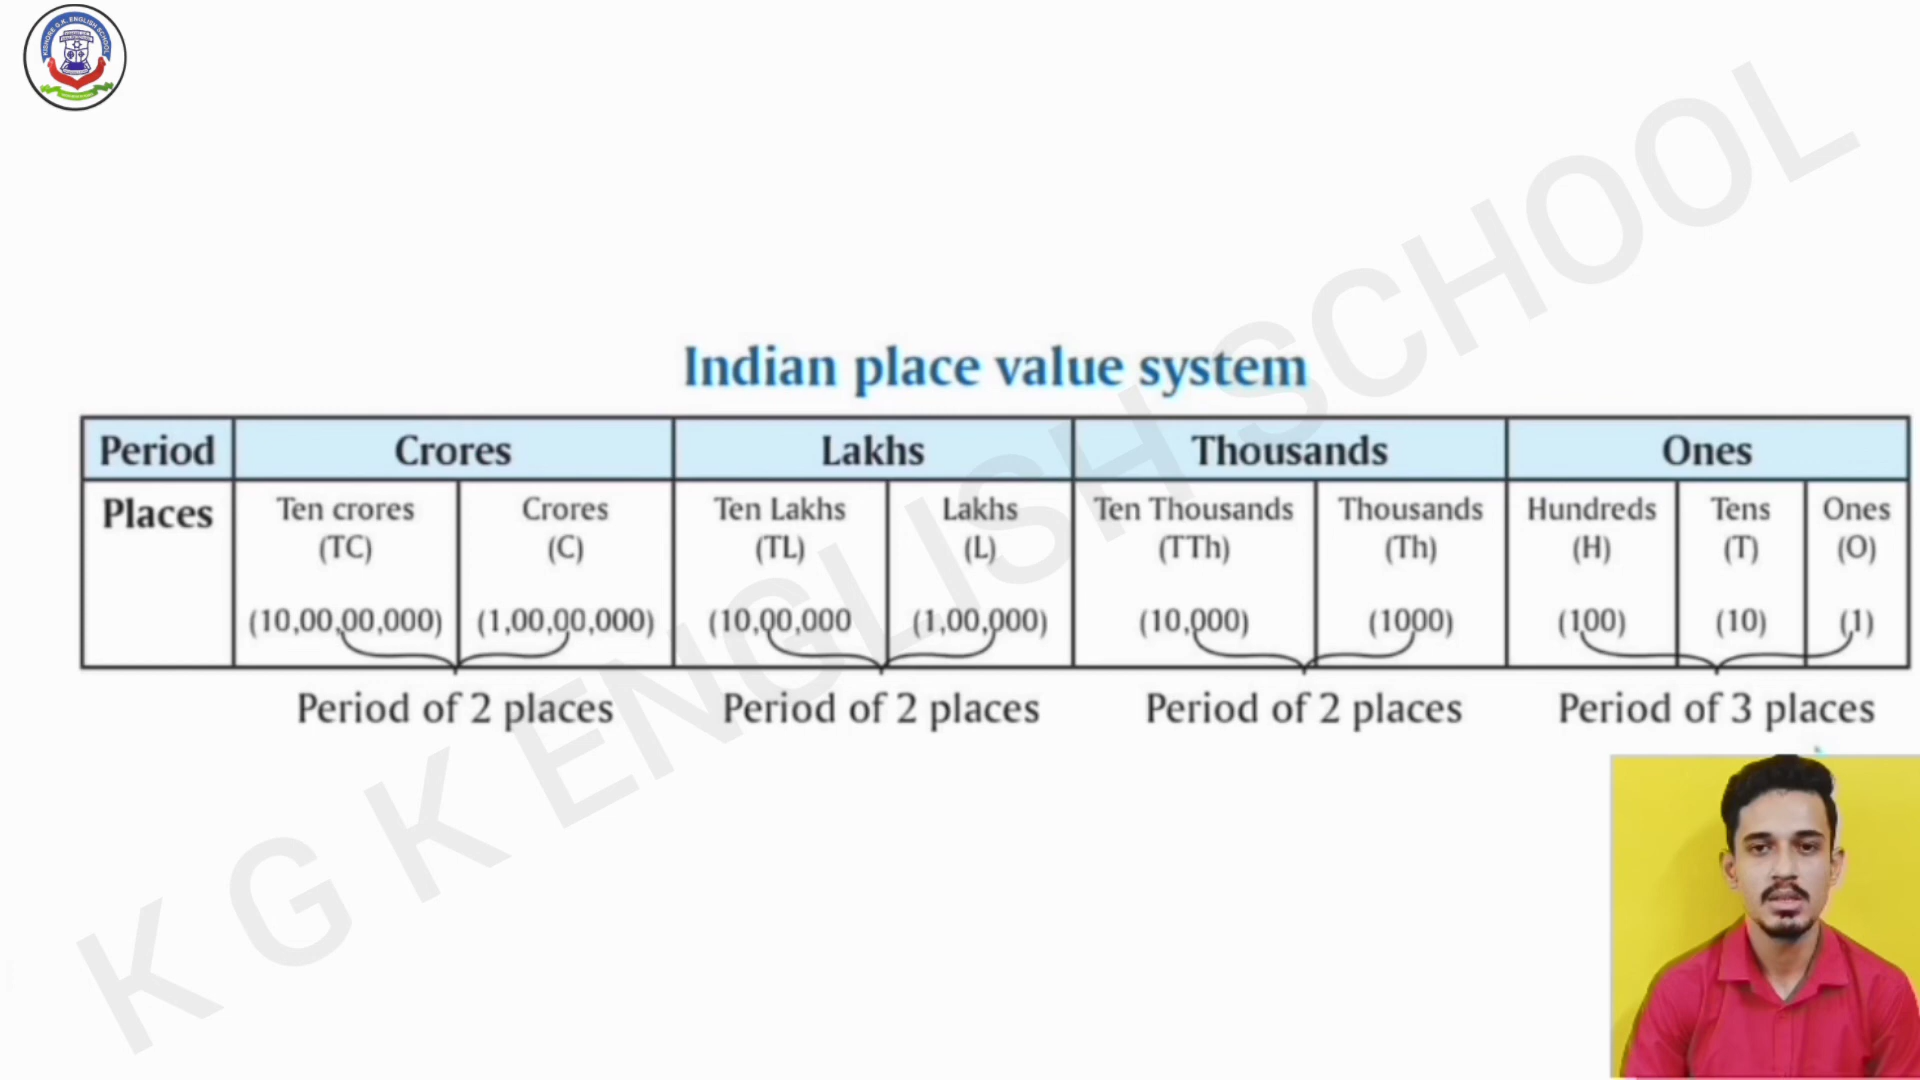 KISHORE G.K. ENGLISH SCHOOL
Indian place value system
Period Crores Lakhs Thousands Ones
Places Ten crores Crores Ten Lakhs Lakhs Ten Thousands Thousands Hundreds Tens Ones
(TC) (C) (TL) (L) (TTh) (Th) (H) (T) (O)
(10,00,00,000) (1,00,00,000) (10,00,000 (1,00,000) (10,000) (1000) (100) (10) (1)
Period of 2 places Period of 2 places Period of 2 places Period of 3 places
K G K ENGLISH SCHOOL